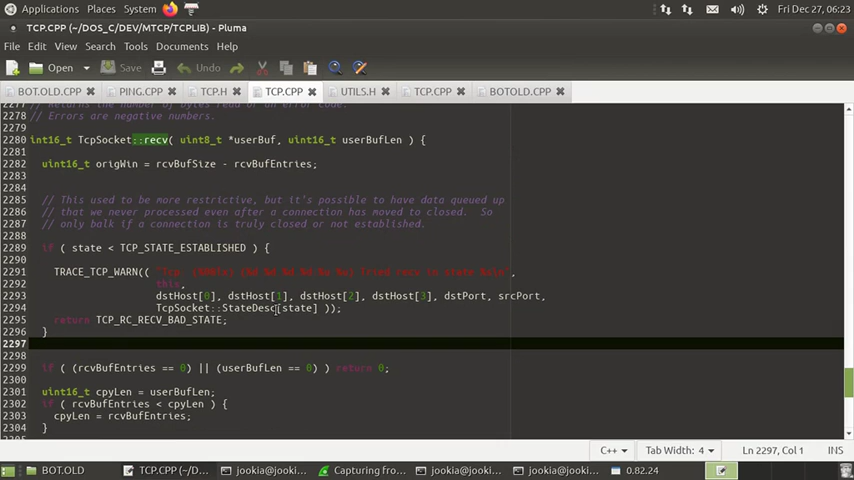 Applications Places System Fri Dec 27, 06:23
TCP.CPP (~/DOS_C/DEV/MTCP/TCPLIB) - Pluma
File Edit View Search Tools Documents Help
Open Save Undo
BOT.OLD.CPP PING.CPP TCP.H TCP.CPP UTILS.H TCP.CPP BOTOLD.CPP
2277 // Returns the number of bytes read or an error code.
2278 // Errors are negative numbers.
2279
2280 int16_t TcpSocket::recv( uint8_t *userBuf, uint16_t userBufLen ) {
2281
2282 uint16_t origWin = rcvBufSize - rcvBufEntries;
2283
2284
2285 // This used to be more restrictive, but it's possible to have data queued up
2286 // that we never processed even after a connection has moved to closed. So
2287 // only balk if a connection is truly closed or not established.
2288
2289 if ( state < TCP_STATE_ESTABLISHED ) {
2290
2291 TRACE_TCP_WARN(( "Tcp: Tried recv in state
2292 this,
2293 dstHost[0], dstHost[1], dstHost[2], dstHost[3], dstPort, srcPort,
2294 TcpSocket::StateDesc[state] ));
2295 return TCP_RC_RECV_BAD_STATE;
2296 }
2297
2298
2299 if ( (rcvBufEntries == 0) || (userBufLen == 0) ) return 0;
2300
2301 uint16_t cpyLen = userBufLen;
2302 if ( rcvBufEntries < cpyLen ) {
2303 cpyLen = rcvBufEntries;
2304 }
C++ Tab Width: 4 Ln 2297, Col 1 INS
BOT.OLD TCP.CPP (~/D... jookia@jooki... Capturing fro... jookia@jooki... jookia@jooki... 0.82.24